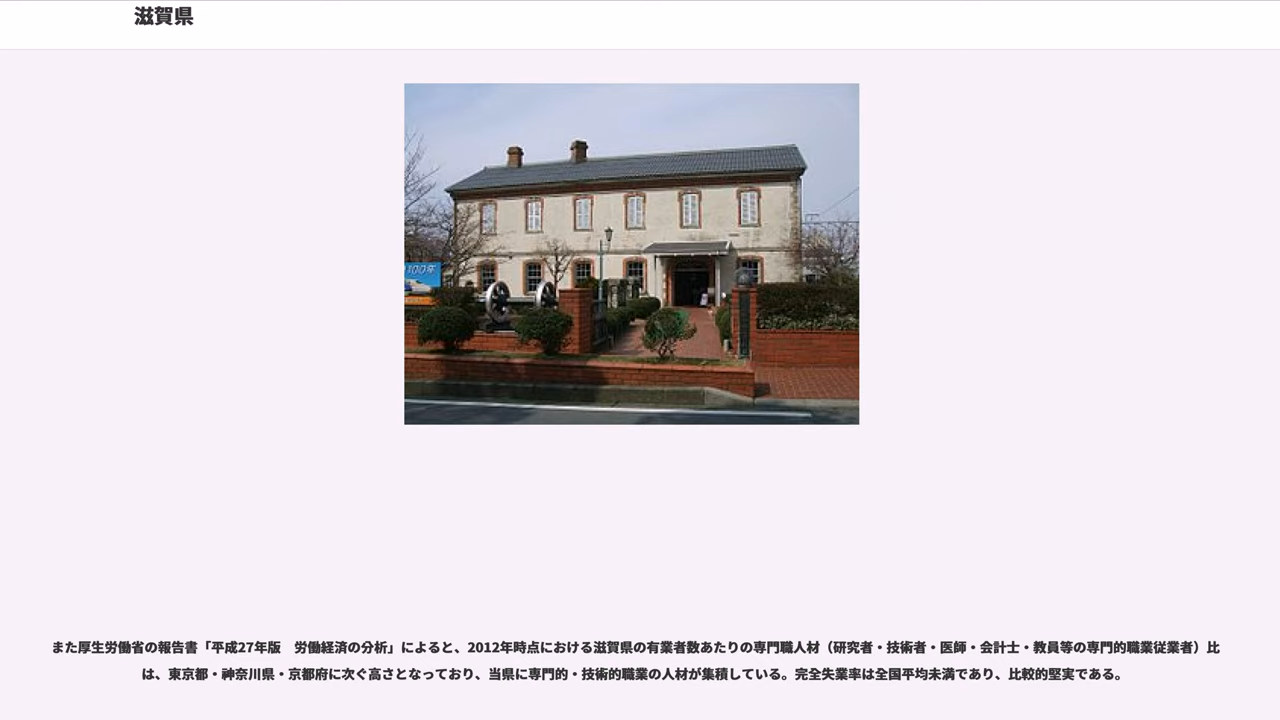 滋賀県
100年
また厚生労働省の報告書「平成27年版　労働経済の分析」によると、2012年時点における滋賀県の有業者数あたりの専門職人材（研究者・技術者・医師・会計士・教員等の専門的職業従業者）比
は、東京都・神奈川県・京都府に次ぐ高さとなっており、当県に専門的・技術的職業の人材が集積している。完全失業率は全国平均未満であり、比較的堅実である。